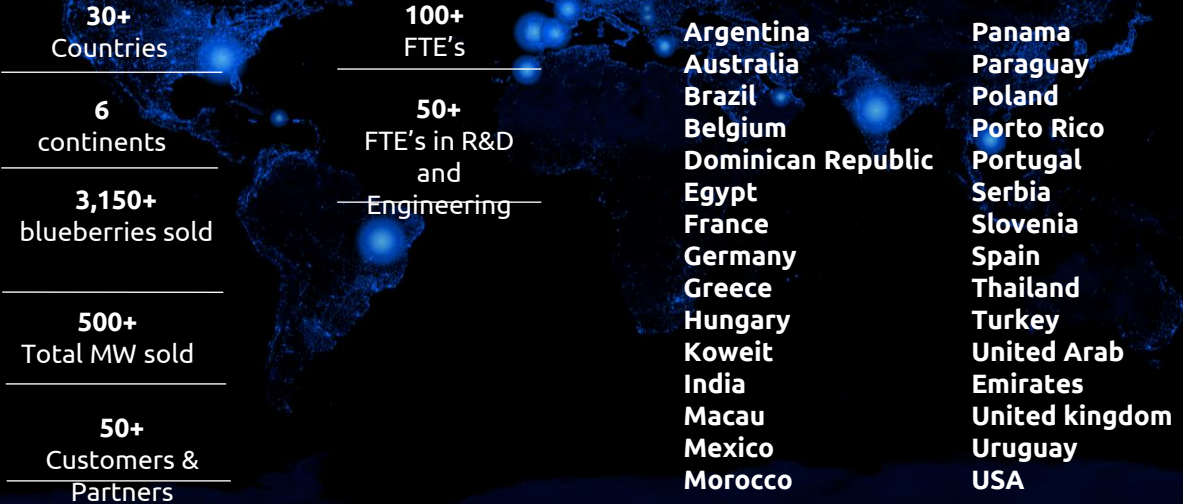 30+
Countries
6
continents
3,150+
blueberries sold
500+
Total MW sold
50+
Customers &
Partners
100+
FTE's
50+
FTE's in R&D
and
Engineering
Argentina
Australia
Brazil
Belgium
Dominican Republic
Egypt
France
Germany
Greece
Hungary
Koweit
India
Macau
Mexico
Morocco
Panama
Paraguay
Poland
Porto Rico
Portugal
Serbia
Slovenia
Spain
Thailand
Turkey
United Arab
Emirates
United kingdom
Uruguay
USA